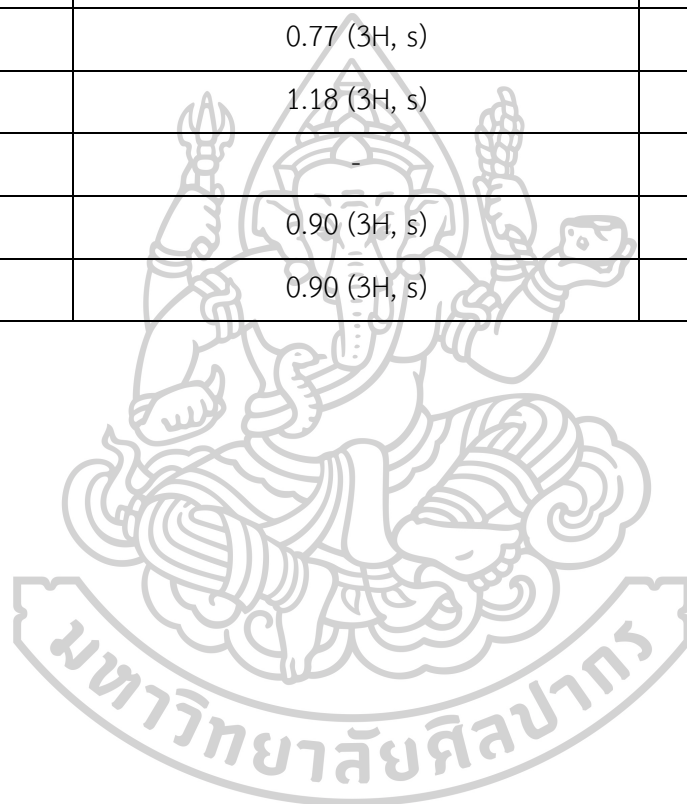 0.77 (3H, s)
1.18 (3H, s)
-
0.90 (3H, s)
0.90 (3H, s)
มหาวิทยาลัยศิลปากร